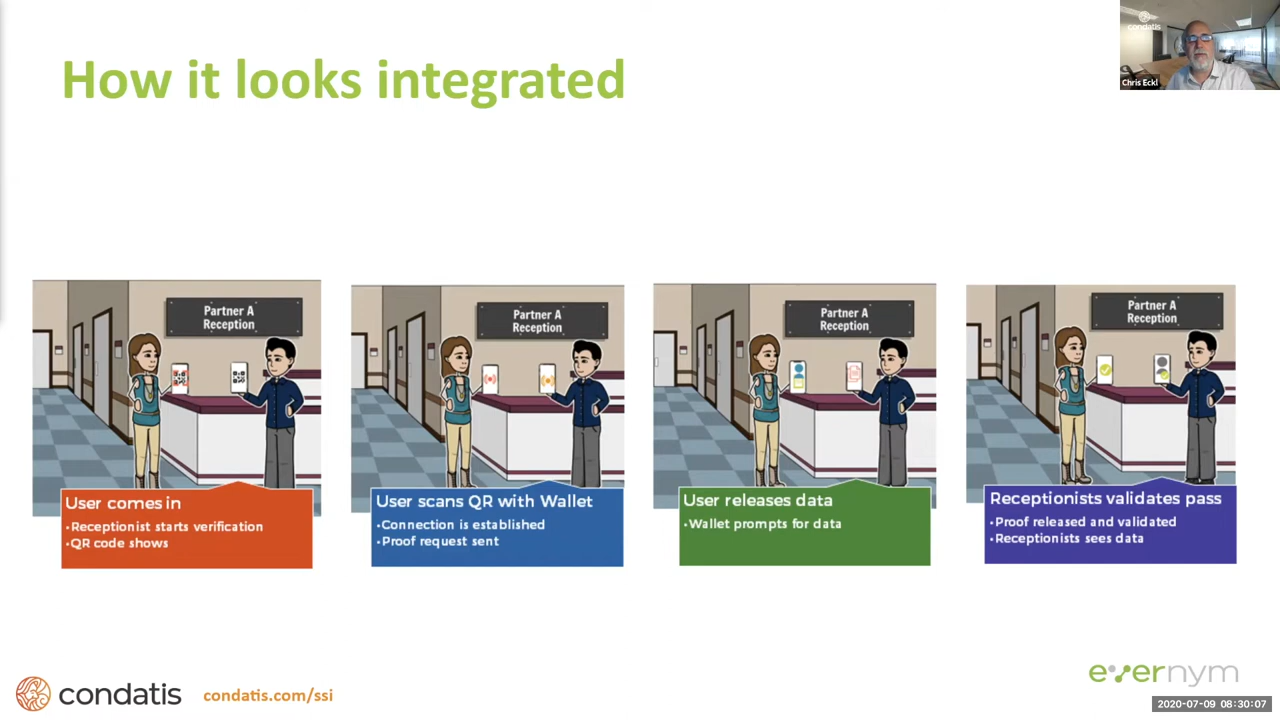 How it looks integrated
condatis
Chris Eckl
Partner A
Reception
Partner A
Reception
Partner A
Reception
Partner A
Reception
User comes in
•Receptionist starts verification
•QR code shows
User scans QR with Wallet
•Connection is established
•Proof request sent
User releases data
•Wallet prompts for data
Receptionists validates pass
•Proof released and validated
•Receptionists sees data
condatis
condatis.com/ssi
evernym
2020-07-09 08:30:07